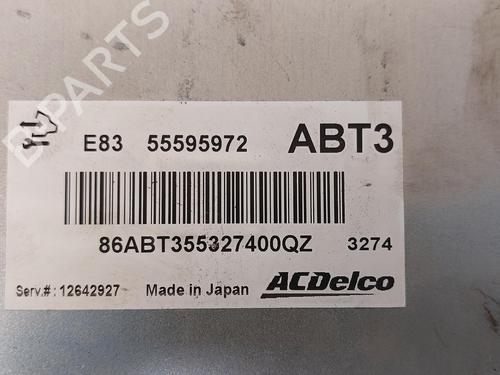 B-PARTS
E83 55595972 ABT3
86ABT355327400QZ 3274
Serv.#: 12642927 Made in Japan ACDelco